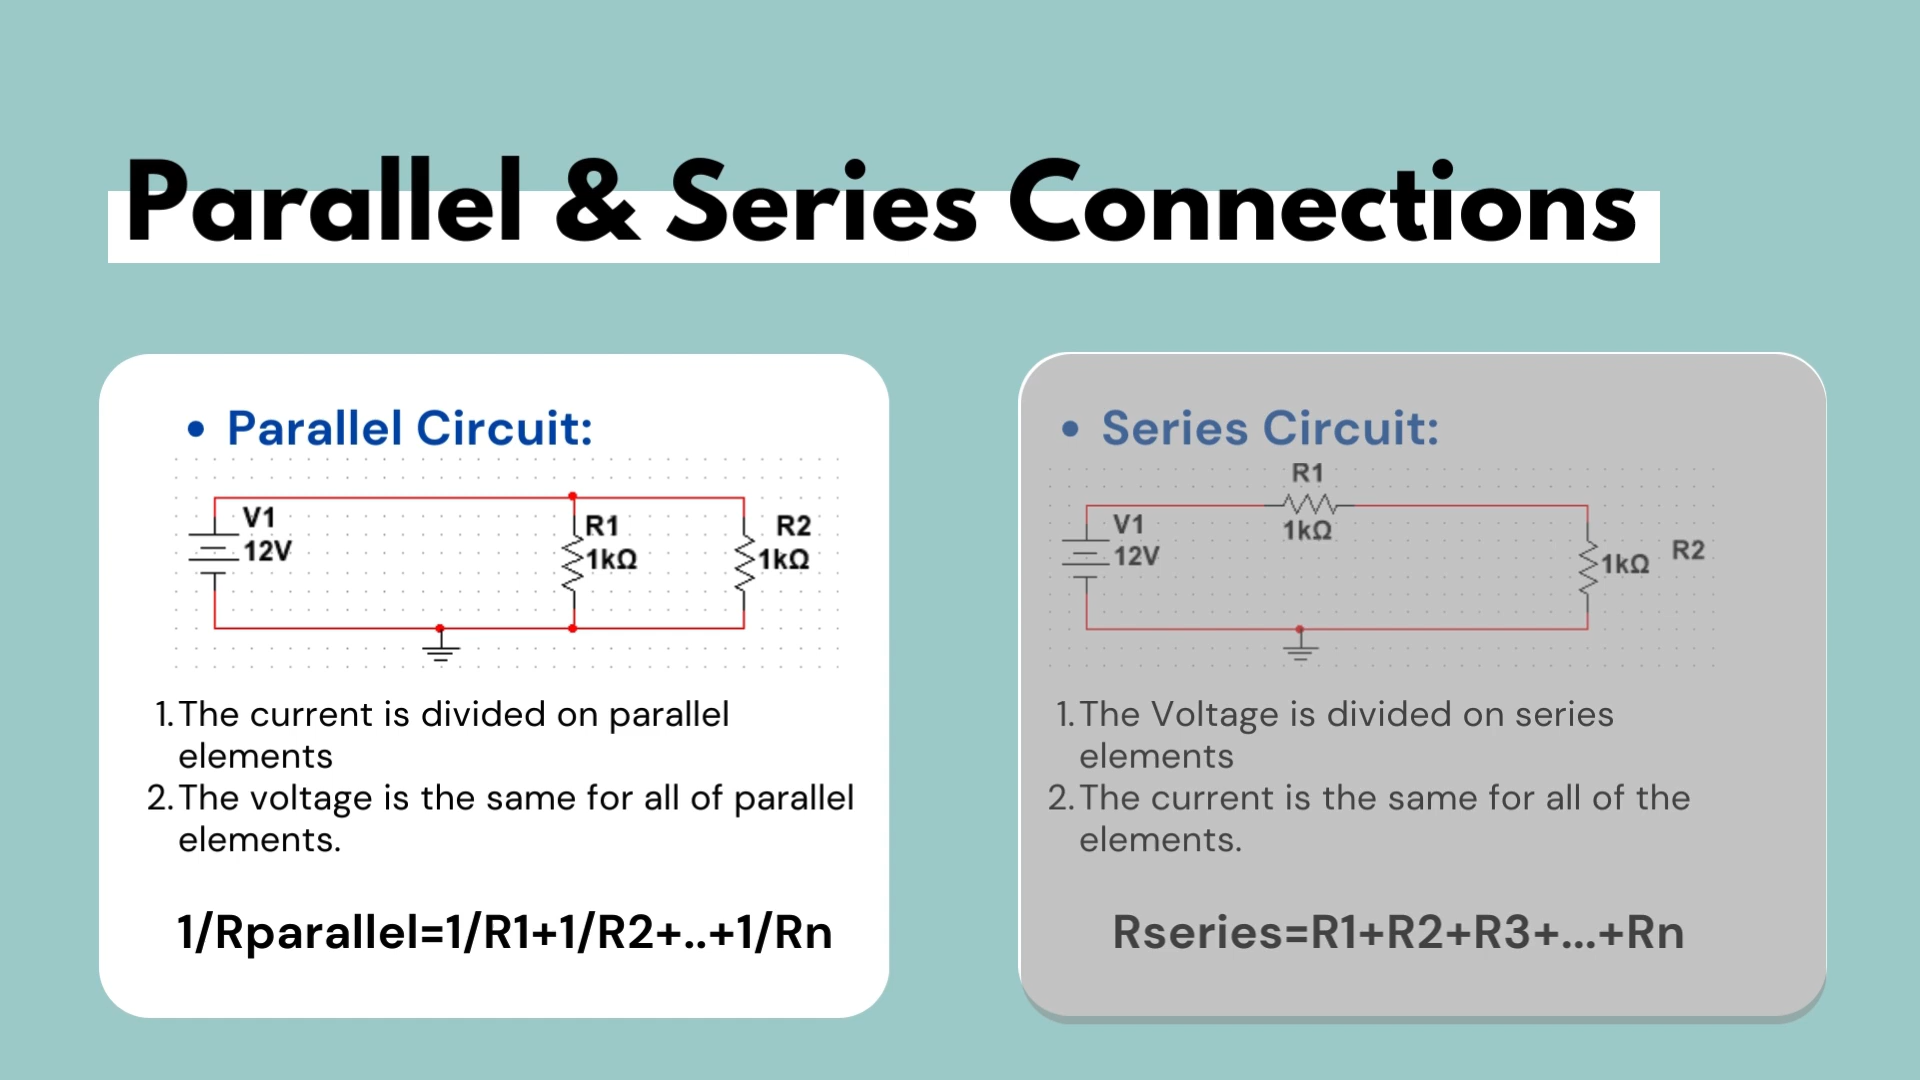 Parallel & Series Connections
• Parallel Circuit:
V1
12V
R1
1kΩ
R2
1kΩ
1. The current is divided on parallel
elements
2. The voltage is the same for all of parallel
elements.
1/Rparallel=1/R1+1/R2+..+1/Rn
• Series Circuit:
R1
1kΩ
V1
12V
1kΩ
R2
1. The Voltage is divided on series
elements
2. The current is the same for all of the
elements.
Rseries=R1+R2+R3+...+Rn